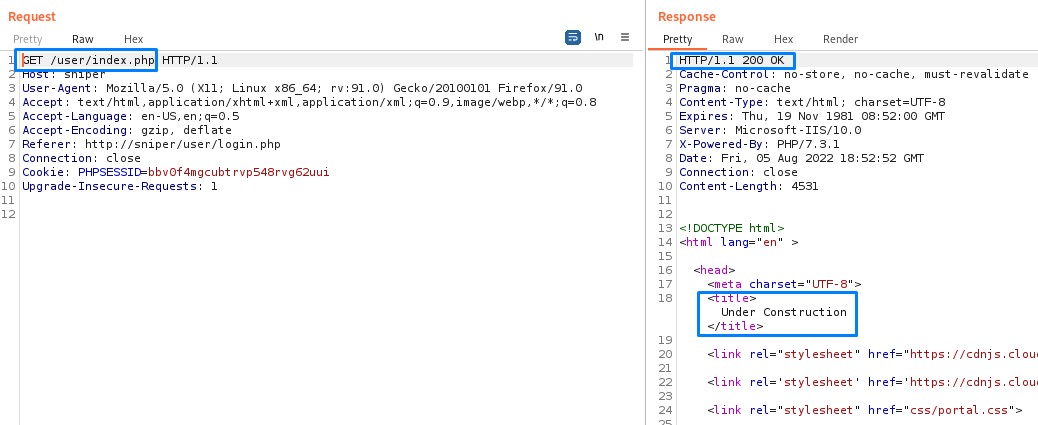 Request
Pretty Raw Hex
\n
1 GET /user/index.php HTTP/1.1
2 Host: sniper
3 User-Agent: Mozilla/5.0 (X11; Linux x86_64; rv:91.0) Gecko/20100101 Firefox/91.0
4 Accept: text/html,application/xhtml+xml,application/xml;q=0.9,image/webp,*/*;q=0.8
5 Accept-Language: en-US,en;q=0.5
6 Accept-Encoding: gzip, deflate
7 Referer: http://sniper/user/login.php
8 Connection: close
9 Cookie: PHPSESSID=bbv0f4mgcubtrvp548rvg62uui
10 Upgrade-Insecure-Requests: 1
11
12
Response
Pretty Raw Hex Render
1 HTTP/1.1 200 OK
2 Cache-Control: no-store, no-cache, must-revalidate
3 Pragma: no-cache
4 Content-Type: text/html; charset=UTF-8
5 Expires: Thu, 19 Nov 1981 08:52:00 GMT
6 Server: Microsoft-IIS/10.0
7 X-Powered-By: PHP/7.3.1
8 Date: Fri, 05 Aug 2022 18:52:52 GMT
9 Connection: close
10 Content-Length: 4531
11
12
13 <!DOCTYPE html>
14 <html lang="en" >
15
16 <head>
17 <meta charset="UTF-8">
18 <title>
Under Construction
</title>
19
20 <link rel="stylesheet" href="https://cdnjs.clou
21
22 <link rel='stylesheet' href='https://cdnjs.clou
23
24 <link rel="stylesheet" href="css/portal.css">
25